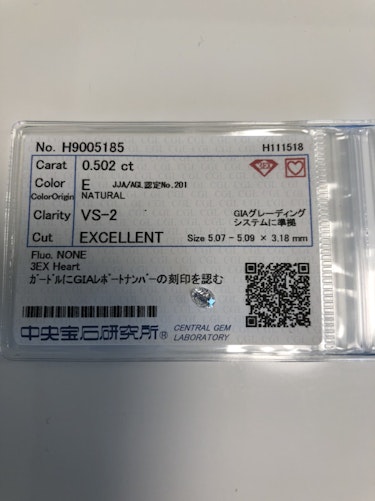 No. H9005185 H111518
Carat 0.502 ct
Color E JJA/AGL認定No.201
ColorOrigin NATURAL
Clarity VS-2 GIAグレーディング
システムに準拠
Cut EXCELLENT Size 5.07 - 5.09 × 3.18 mm
Fluo. NONE
3EX Heart
ガードルにGIAレポートナンバーの刻印を認む
中央宝石研究所® CENTRAL GEM
LABORATORY